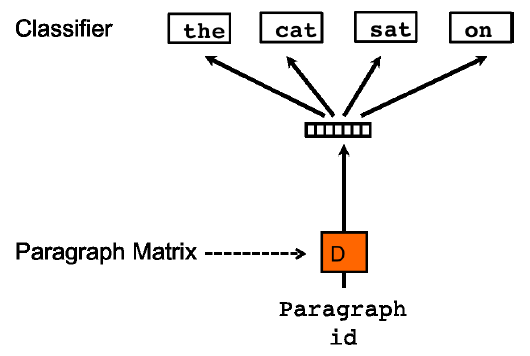 Classifier
the cat sat on
Paragraph Matrix
D
Paragraph
id